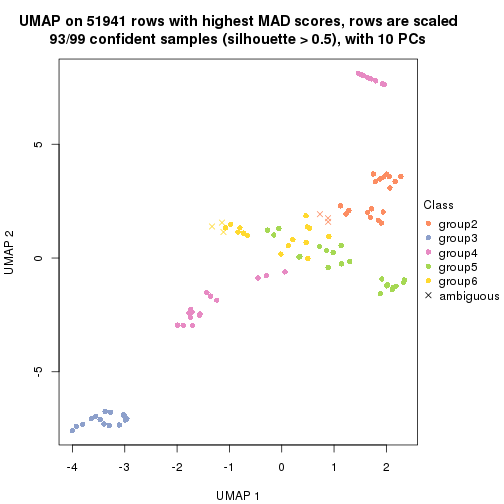 UMAP on 51941 rows with highest MAD scores, rows are scaled
93/99 confident samples (silhouette > 0.5), with 10 PCs
5
0
-5
UMAP 2
-4 -3 -2 -1 0 1 2
UMAP 1
Class
group2
group3
group4
group5
group6
ambiguous